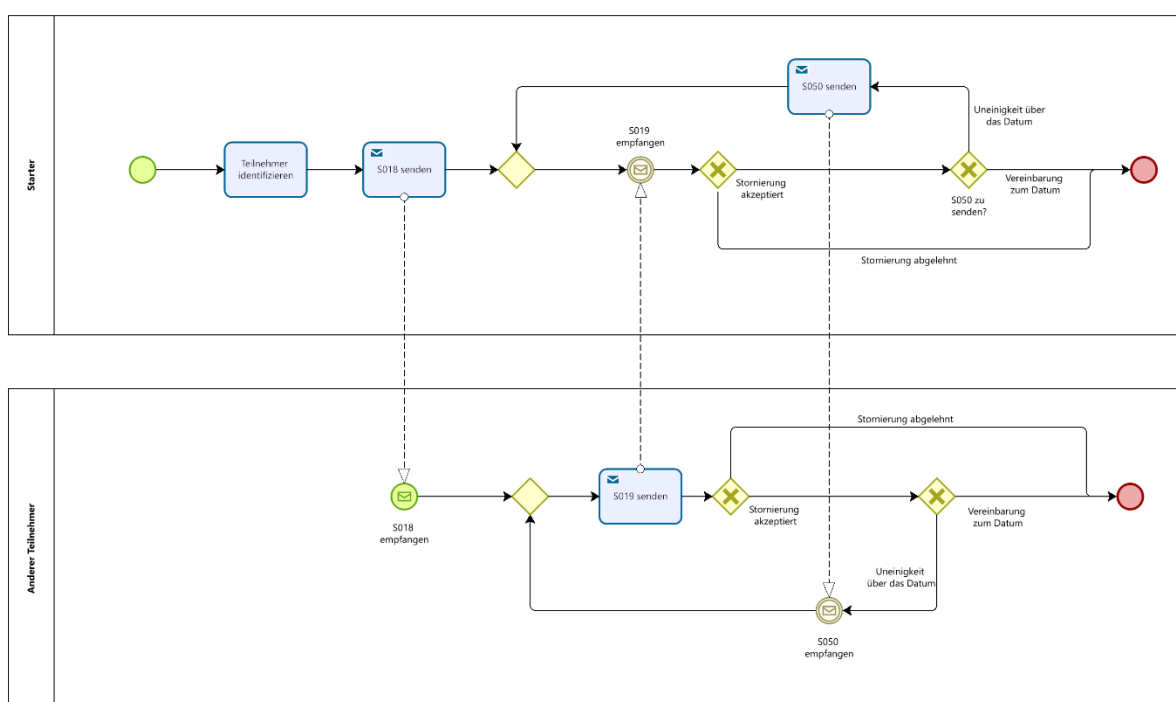 Starter
S050 senden
Uneinigkeit über
das Datum
S019
empfangen
Teilnehmer
identifizieren
S018 senden
Stornierung
akzeptiert
Vereinbarung
zum Datum
S050 zu
senden?
Stornierung abgelehnt
Anderer Teilnehmer
Stornierung abgelehnt
S019 senden
Stornierung
akzeptiert
Vereinbarung
zum Datum
S018
empfangen
Uneinigkeit
über das Datum
S050
empfangen